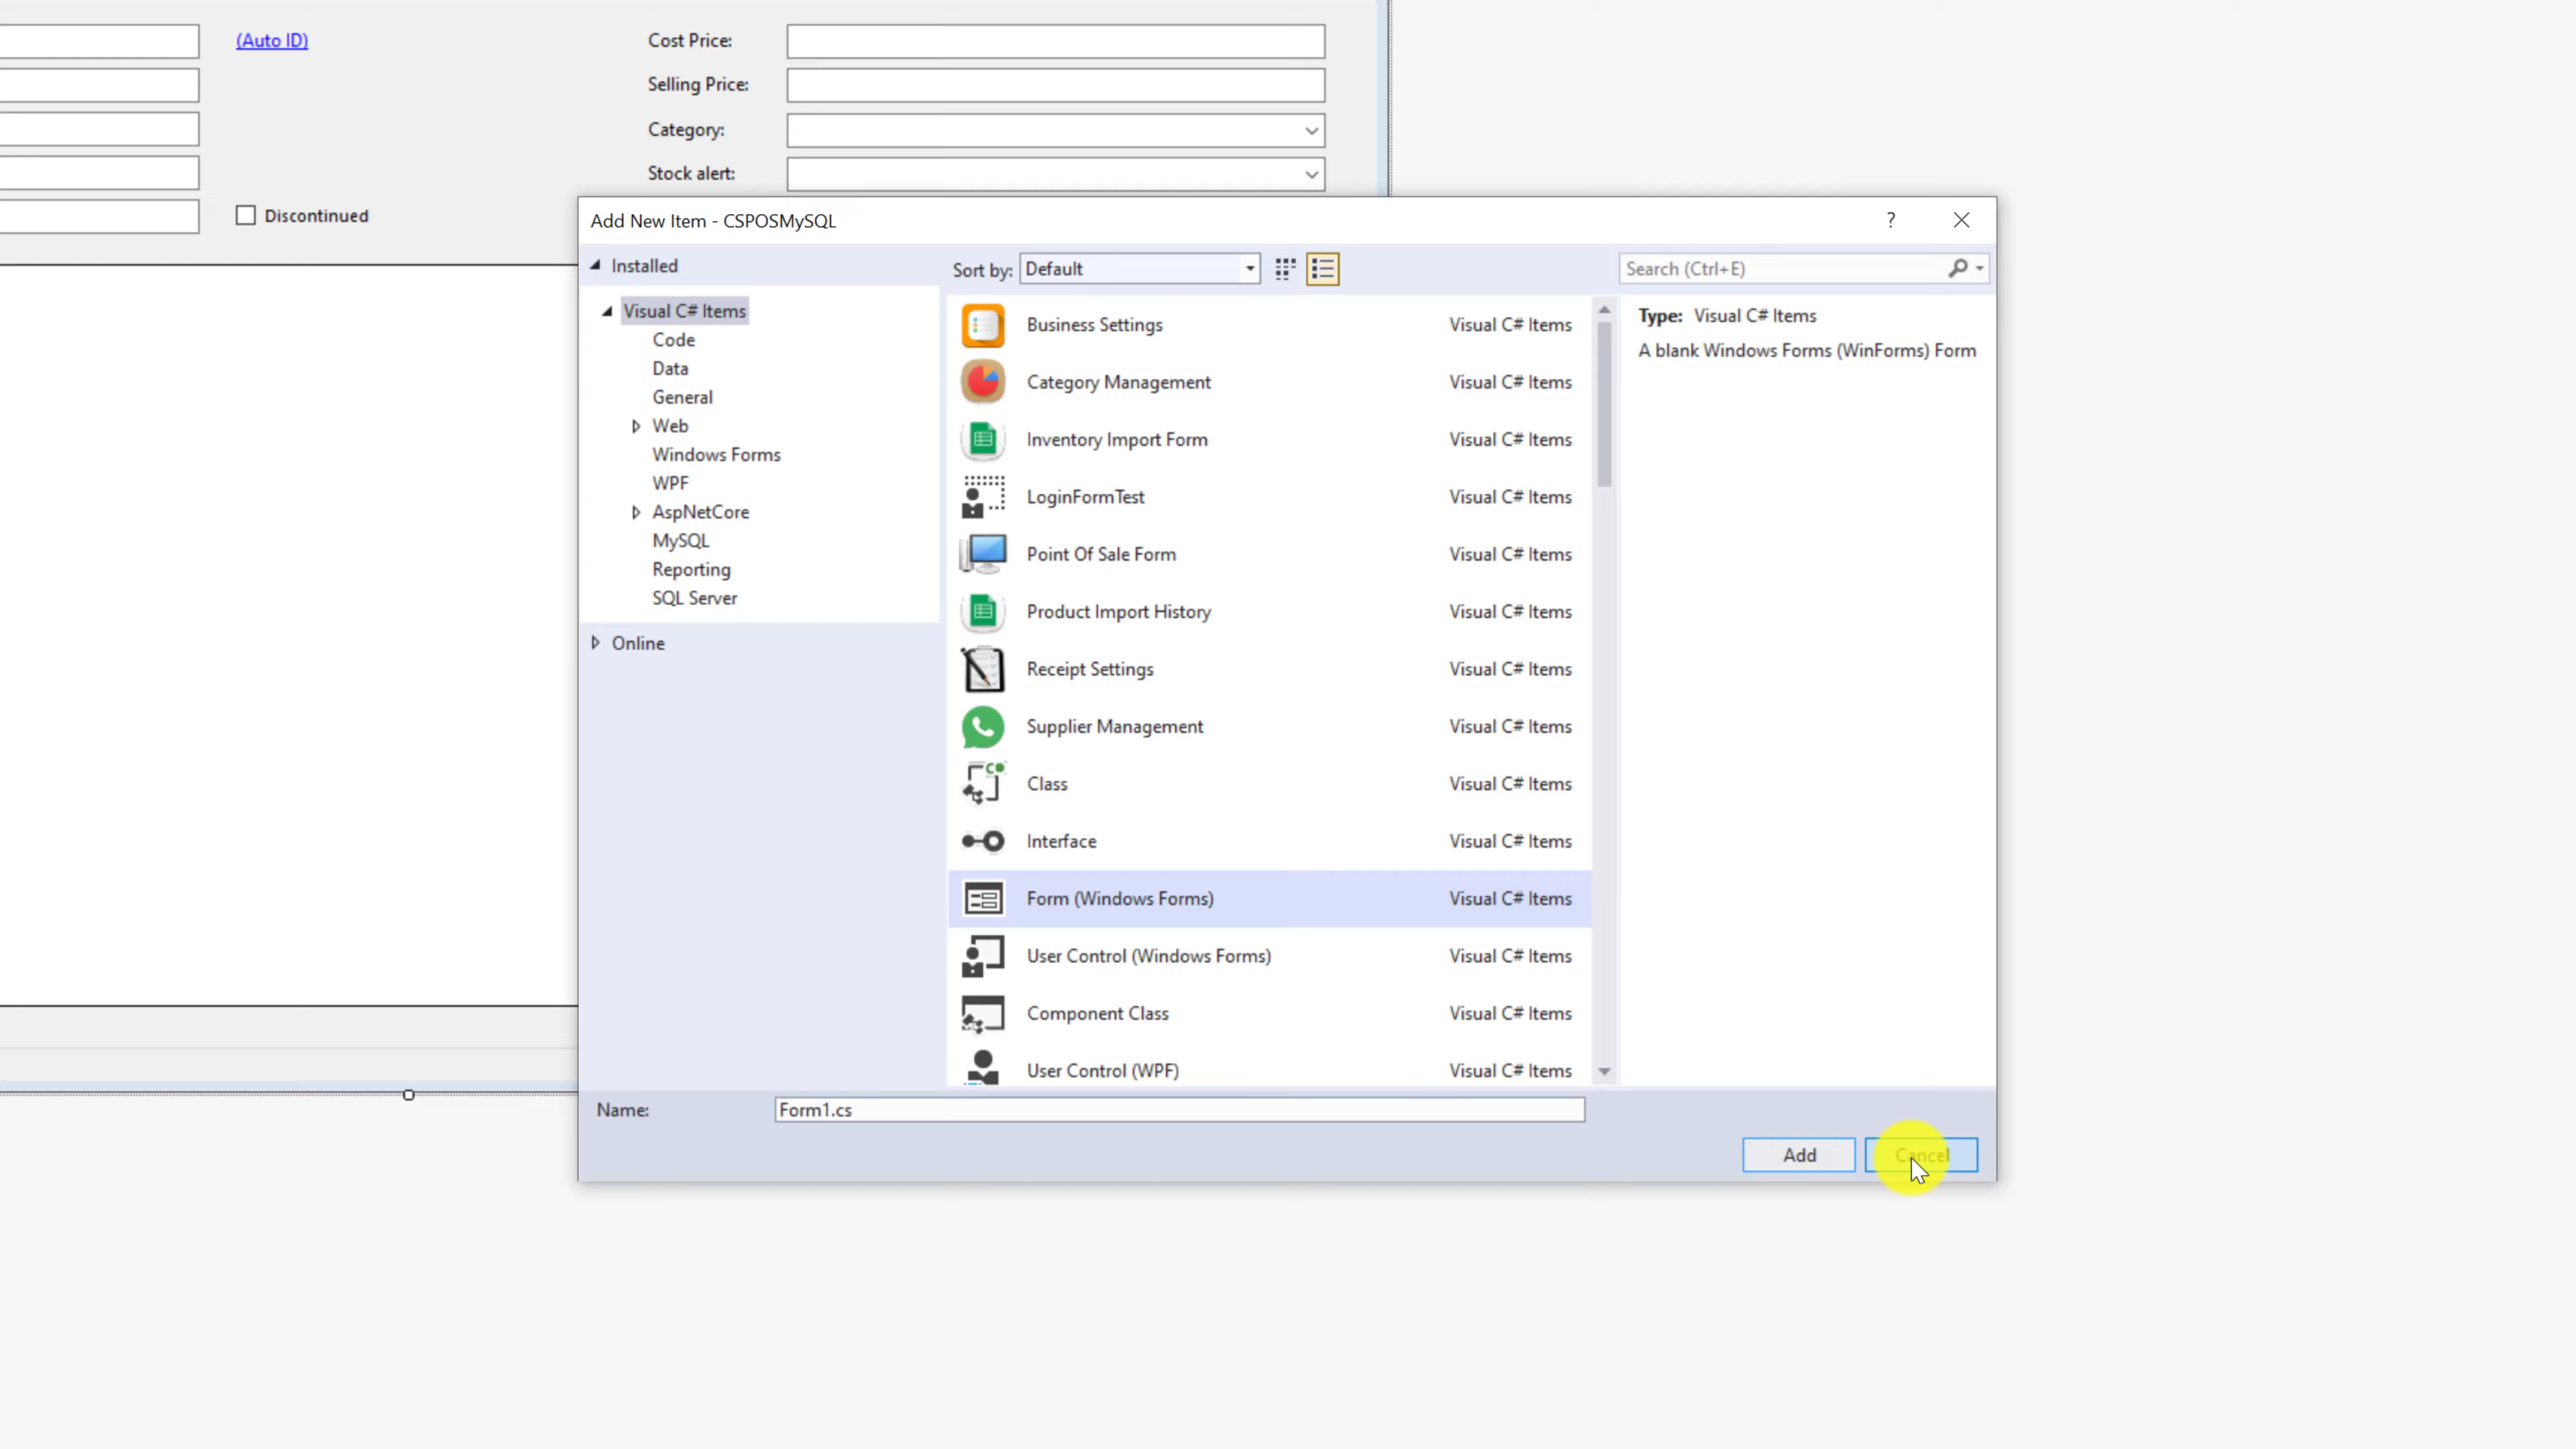 (Auto ID)
Cost Price:
Selling Price:
Category:
Stock alert:
Discontinued
Add New Item - CSPOSMySQL
?
Installed
Sort by: Default
Search (Ctrl+E)
Visual C# Items
Code
Data
General
Web
Windows Forms
WPF
AspNetCore
MySQL
Reporting
SQL Server
Online
Business Settings Visual C# Items
Category Management Visual C# Items
Inventory Import Form Visual C# Items
LoginFormTest Visual C# Items
Point Of Sale Form Visual C# Items
Product Import History Visual C# Items
Receipt Settings Visual C# Items
Supplier Management Visual C# Items
Class Visual C# Items
Interface Visual C# Items
Form (Windows Forms) Visual C# Items
User Control (Windows Forms) Visual C# Items
Component Class Visual C# Items
User Control (WPF) Visual C# Items
Type: Visual C# Items
A blank Windows Forms (WinForms) Form
Name: Form1.cs
Add Cancel